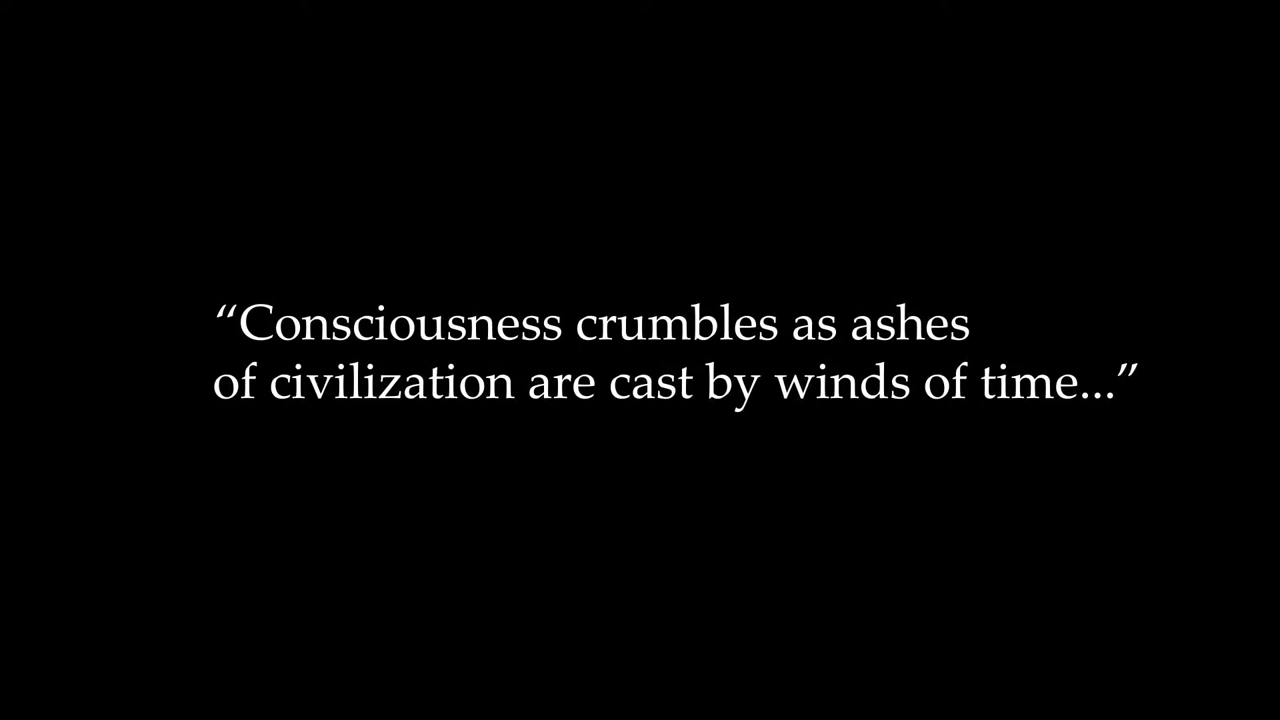 “Consciousness crumbles as ashes
of civilization are cast by winds of time...”